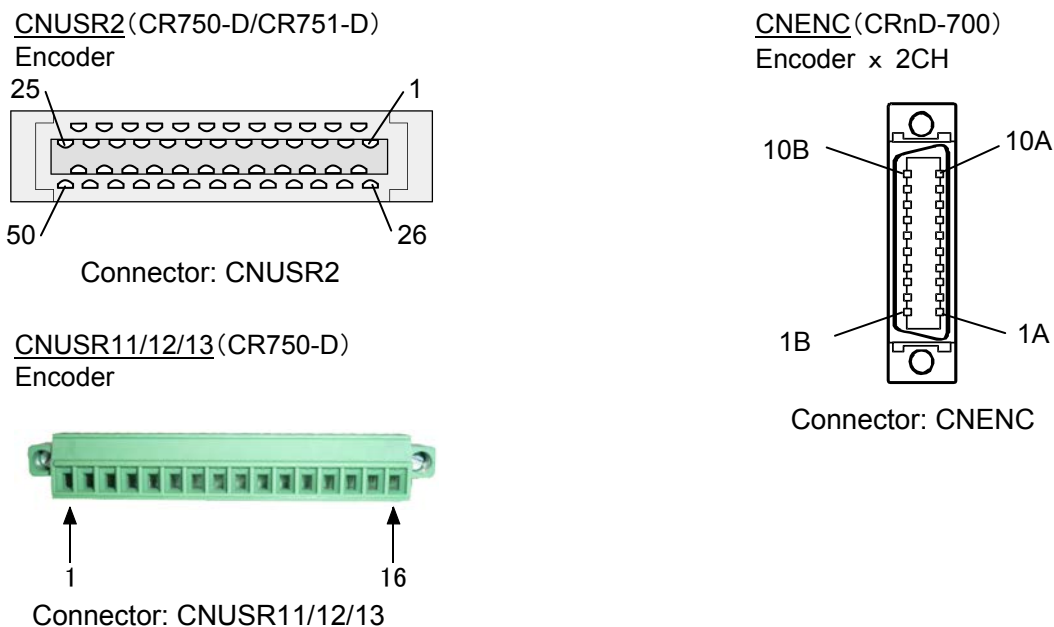 CNUSR2（CR750-D/CR751-D）
Encoder
25
1
50
26
Connector: CNUSR2
CNUSR11/12/13（CR750-D）
Encoder
1
16
Connector: CNUSR11/12/13
CNENC（CRnD-700）
Encoder × 2CH
10B
10A
1B
1A
Connector: CNENC